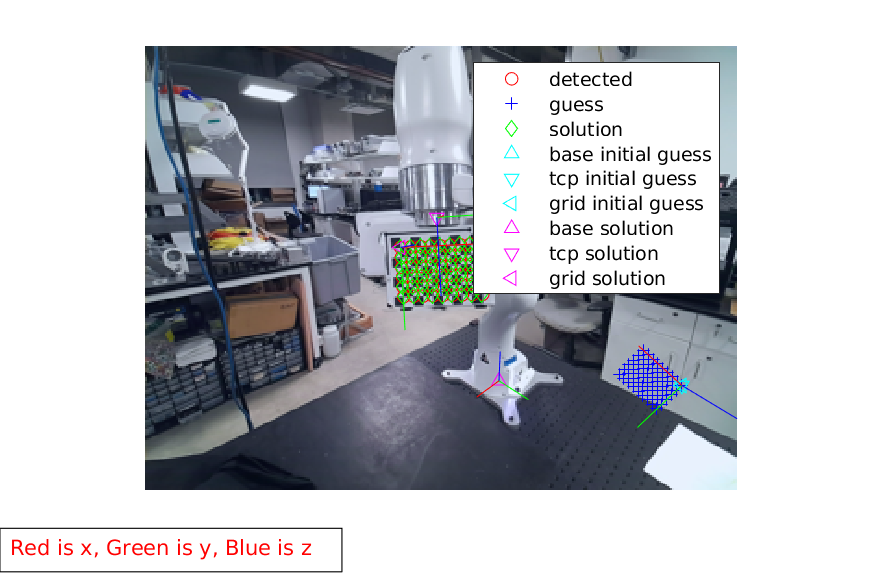 detected
guess
solution
base initial guess
tcp initial guess
grid initial guess
base solution
tcp solution
grid solution
Red is x, Green is y, Blue is z